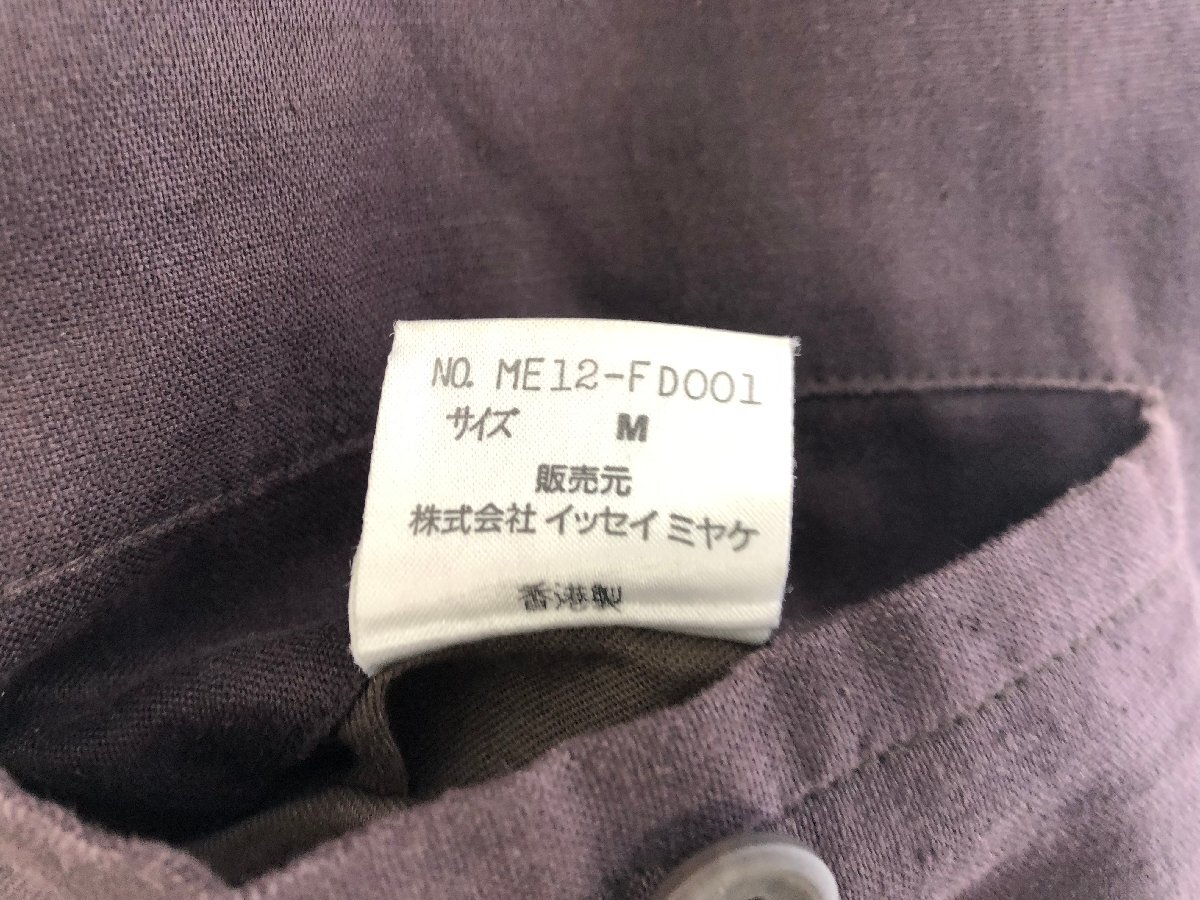 NO. ME12-FD001
サイズ M
販売元
株式会社 イッセイ ミヤケ
香港製